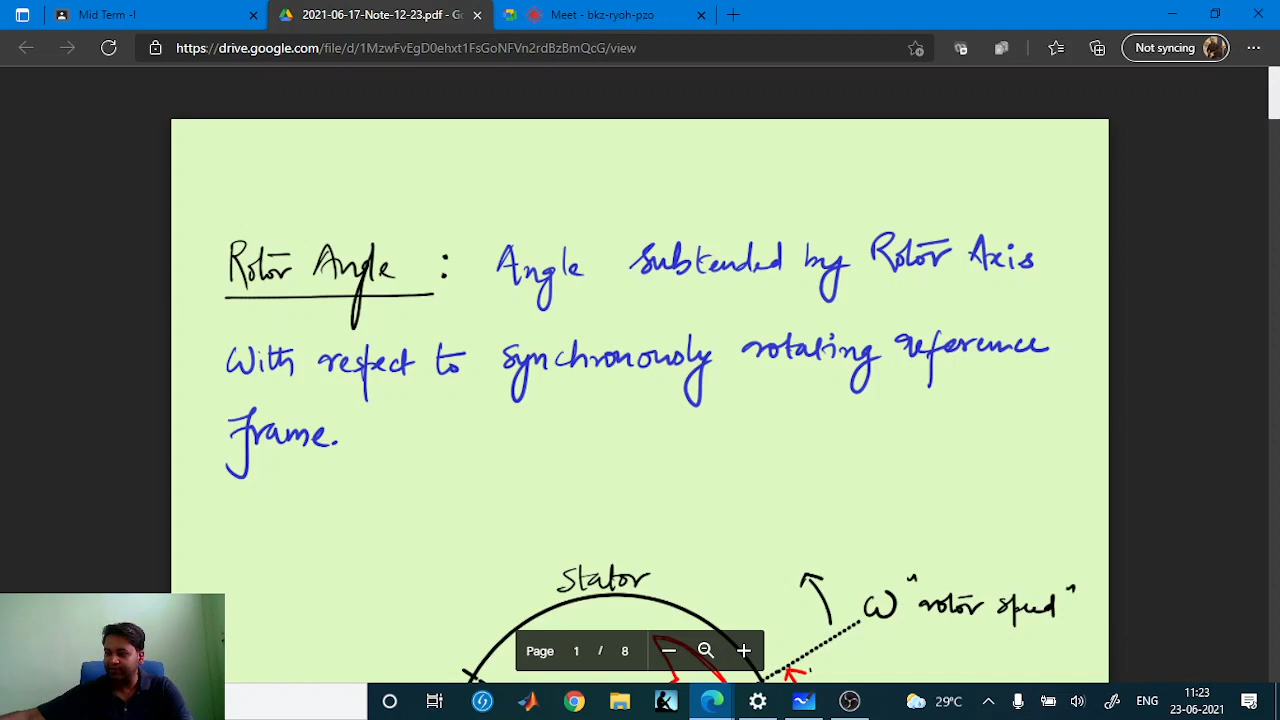 Mid Term -I
2021-06-17-Note-12-23.pdf - Go
Meet - bkz-ryoh-pzo
https://drive.google.com/file/d/1MzwFvEgD0ehxt1FsGoNFVn2rdBzBmQcG/view
Not syncing
Rotor Angle : Angle subtended by Rotor Axis
With respect to synchronously rotating reference
frame.
Stator
ω "rotor speed"
Page 1 / 8
29°C
ENG
11:23
23-06-2021